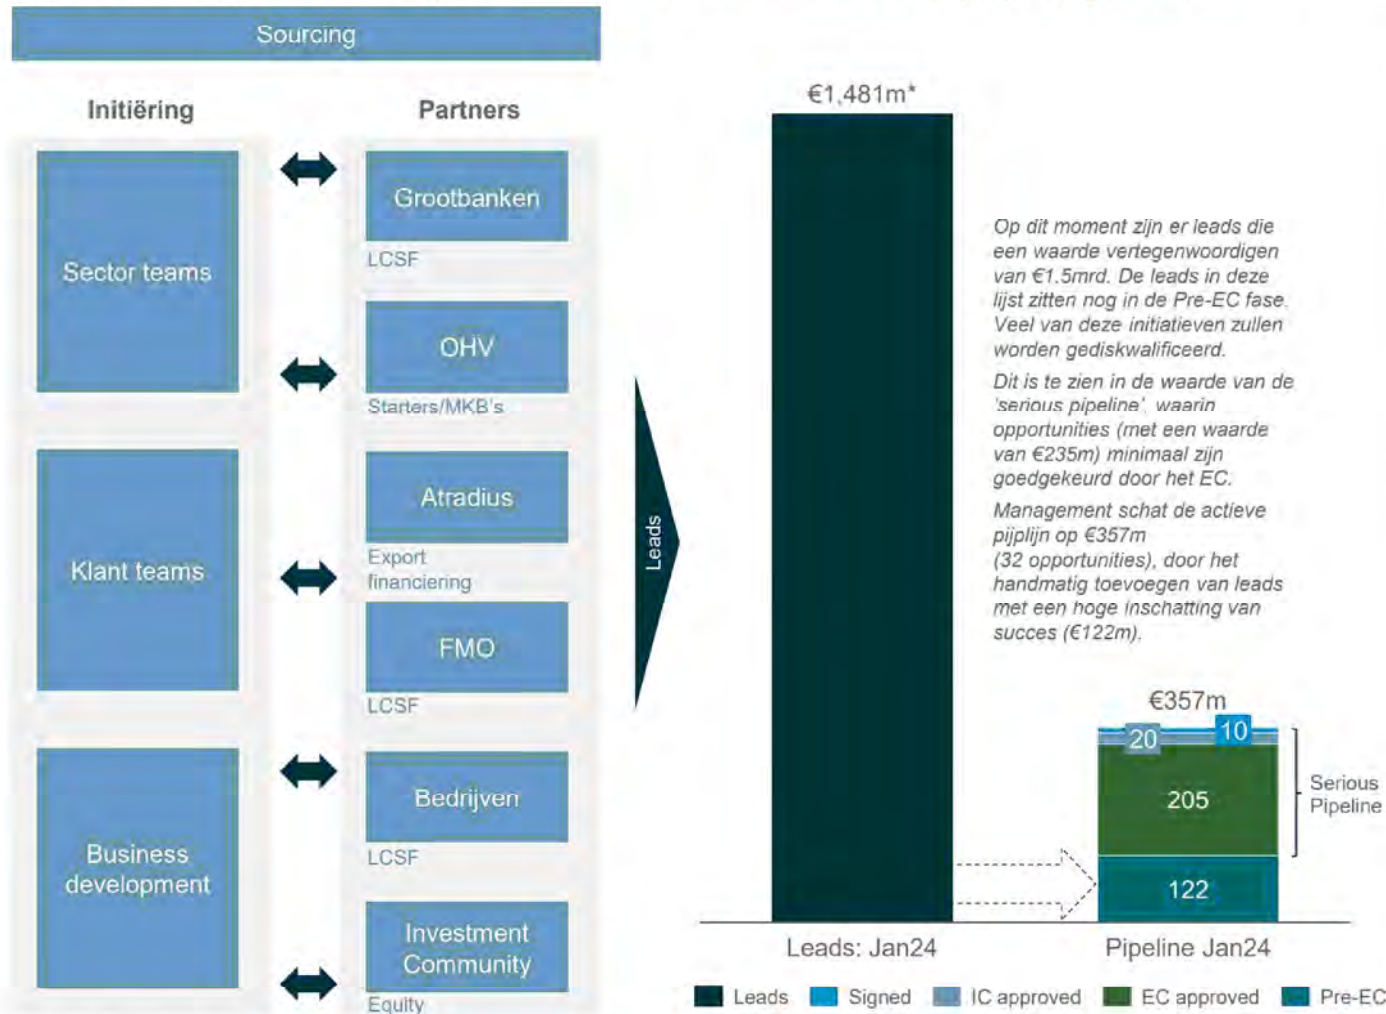 Sourcing
Initiëring
Partners
Sector teams
Klant teams
Business
development
Grootbanken
LCSF
OHV
Starters/MKB's
Atradius
Export
financiering
FMO
LCSF
Bedrijven
LCSF
Investment
Community
Equity
Leads
€1,481m*
Op dit moment zijn er leads die
een waarde vertegenwoordigen
van €1.5mrd. De leads in deze
lijst zitten nog in de Pre-EC fase.
Veel van deze initiatieven zullen
worden gediskwalificeerd.
Dit is te zien in de waarde van de
'serious pipeline', waarin
opportunities (met een waarde
van €235m) minimaal zijn
goedgekeurd door het EC.
Management schat de actieve
pijplijn op €357m
(32 opportunities), door het
handmatig toevoegen van leads
met een hoge inschatting van
succes (€122m).
€357m
20
10
205
122
Serious
Pipeline
Leads: Jan24
Pipeline Jan24
Leads
Signed
IC approved
EC approved
Pre-EC